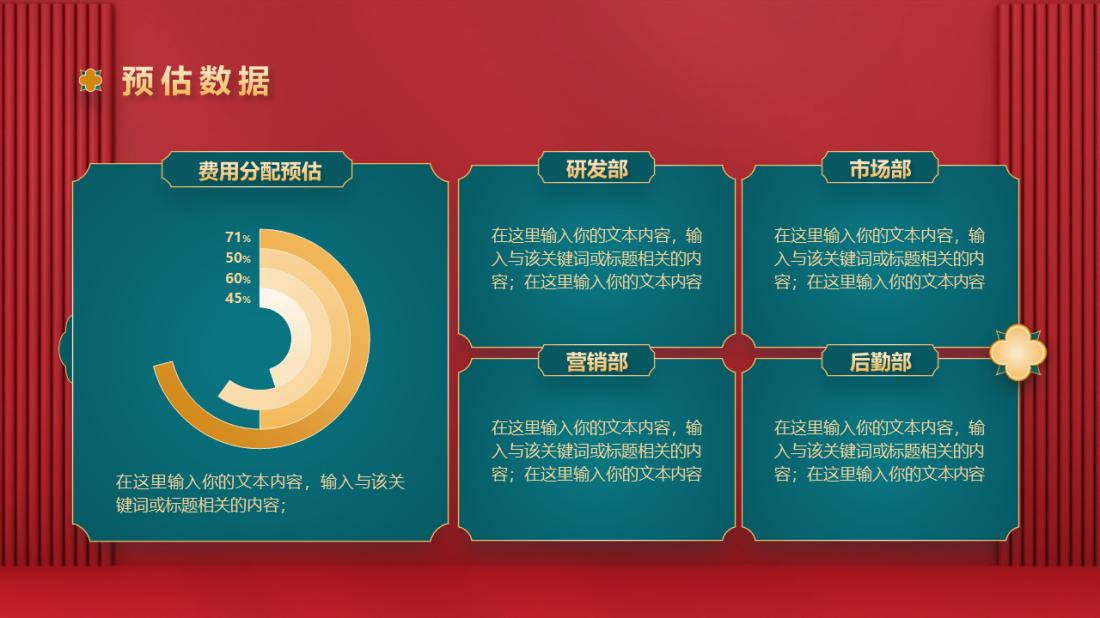 预估数据
费用分配预估
71%
50%
60%
45%
在这里输入你的文本内容，输入与该关
键词或标题相关的内容；
研发部
在这里输入你的文本内容，输
入与该关键词或标题相关的内
容；在这里输入你的文本内容
市场部
在这里输入你的文本内容，输
入与该关键词或标题相关的内
容；在这里输入你的文本内容
营销部
在这里输入你的文本内容，输
入与该关键词或标题相关的内
容；在这里输入你的文本内容
后勤部
在这里输入你的文本内容，输
入与该关键词或标题相关的内
容；在这里输入你的文本内容